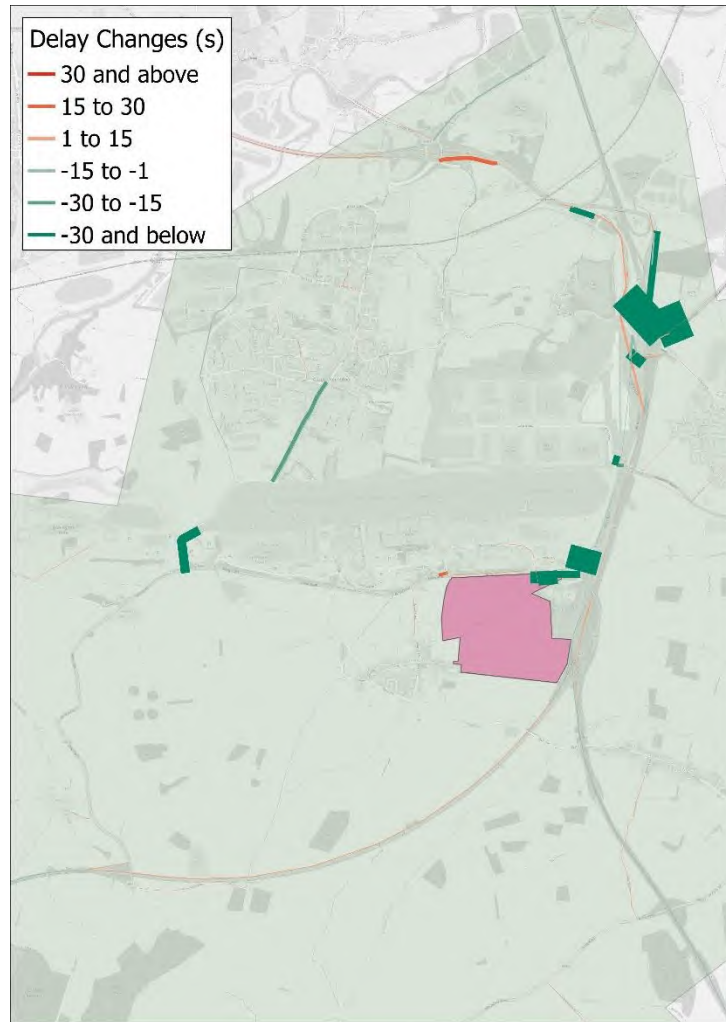 Delay Changes (s)
30 and above
15 to 30
1 to 15
-15 to -1
-30 to -15
-30 and below